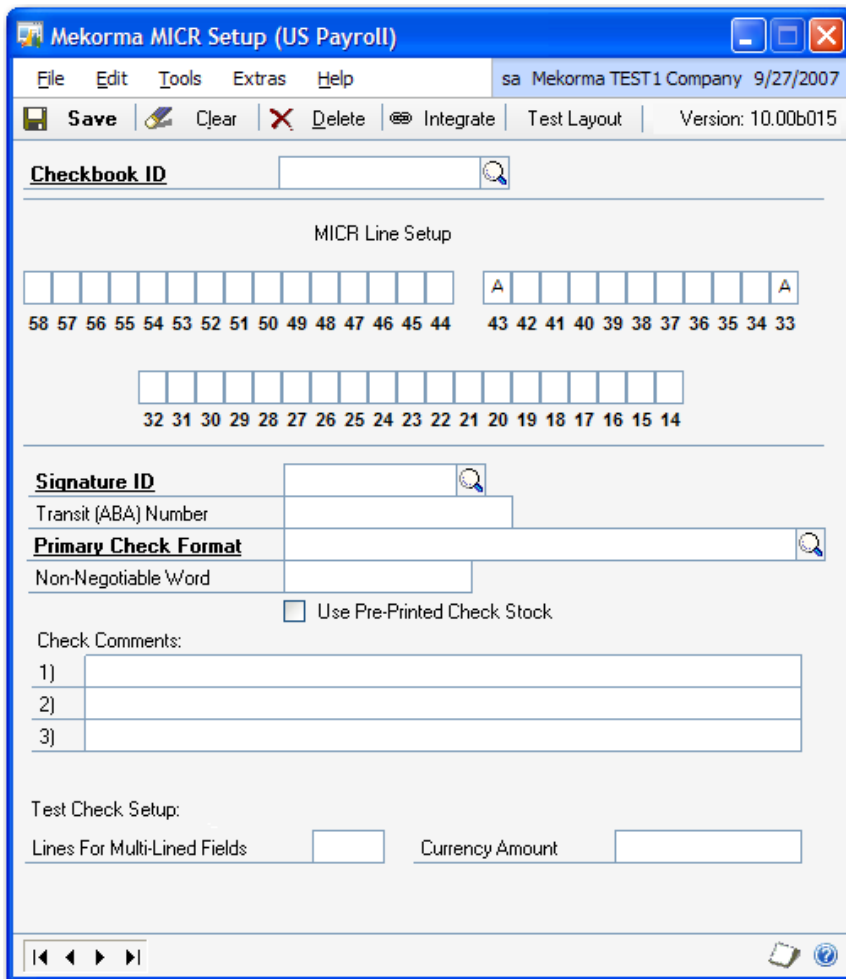 Mekorma MICR Setup (US Payroll)
File Edit Tools Extras Help sa Mekorma TEST1 Company 9/27/2007
Save Clear Delete Integrate Test Layout Version: 10.00b015
Checkbook ID
MICR Line Setup
A A
58 57 56 55 54 53 52 51 50 49 48 47 46 45 44 43 42 41 40 39 38 37 36 35 34 33
32 31 30 29 28 27 26 25 24 23 22 21 20 19 18 17 16 15 14
Signature ID
Transit (ABA) Number
Primary Check Format
Non-Negotiable Word
Use Pre-Printed Check Stock
Check Comments:
1)
2)
3)
Test Check Setup:
Lines For Multi-Lined Fields Currency Amount